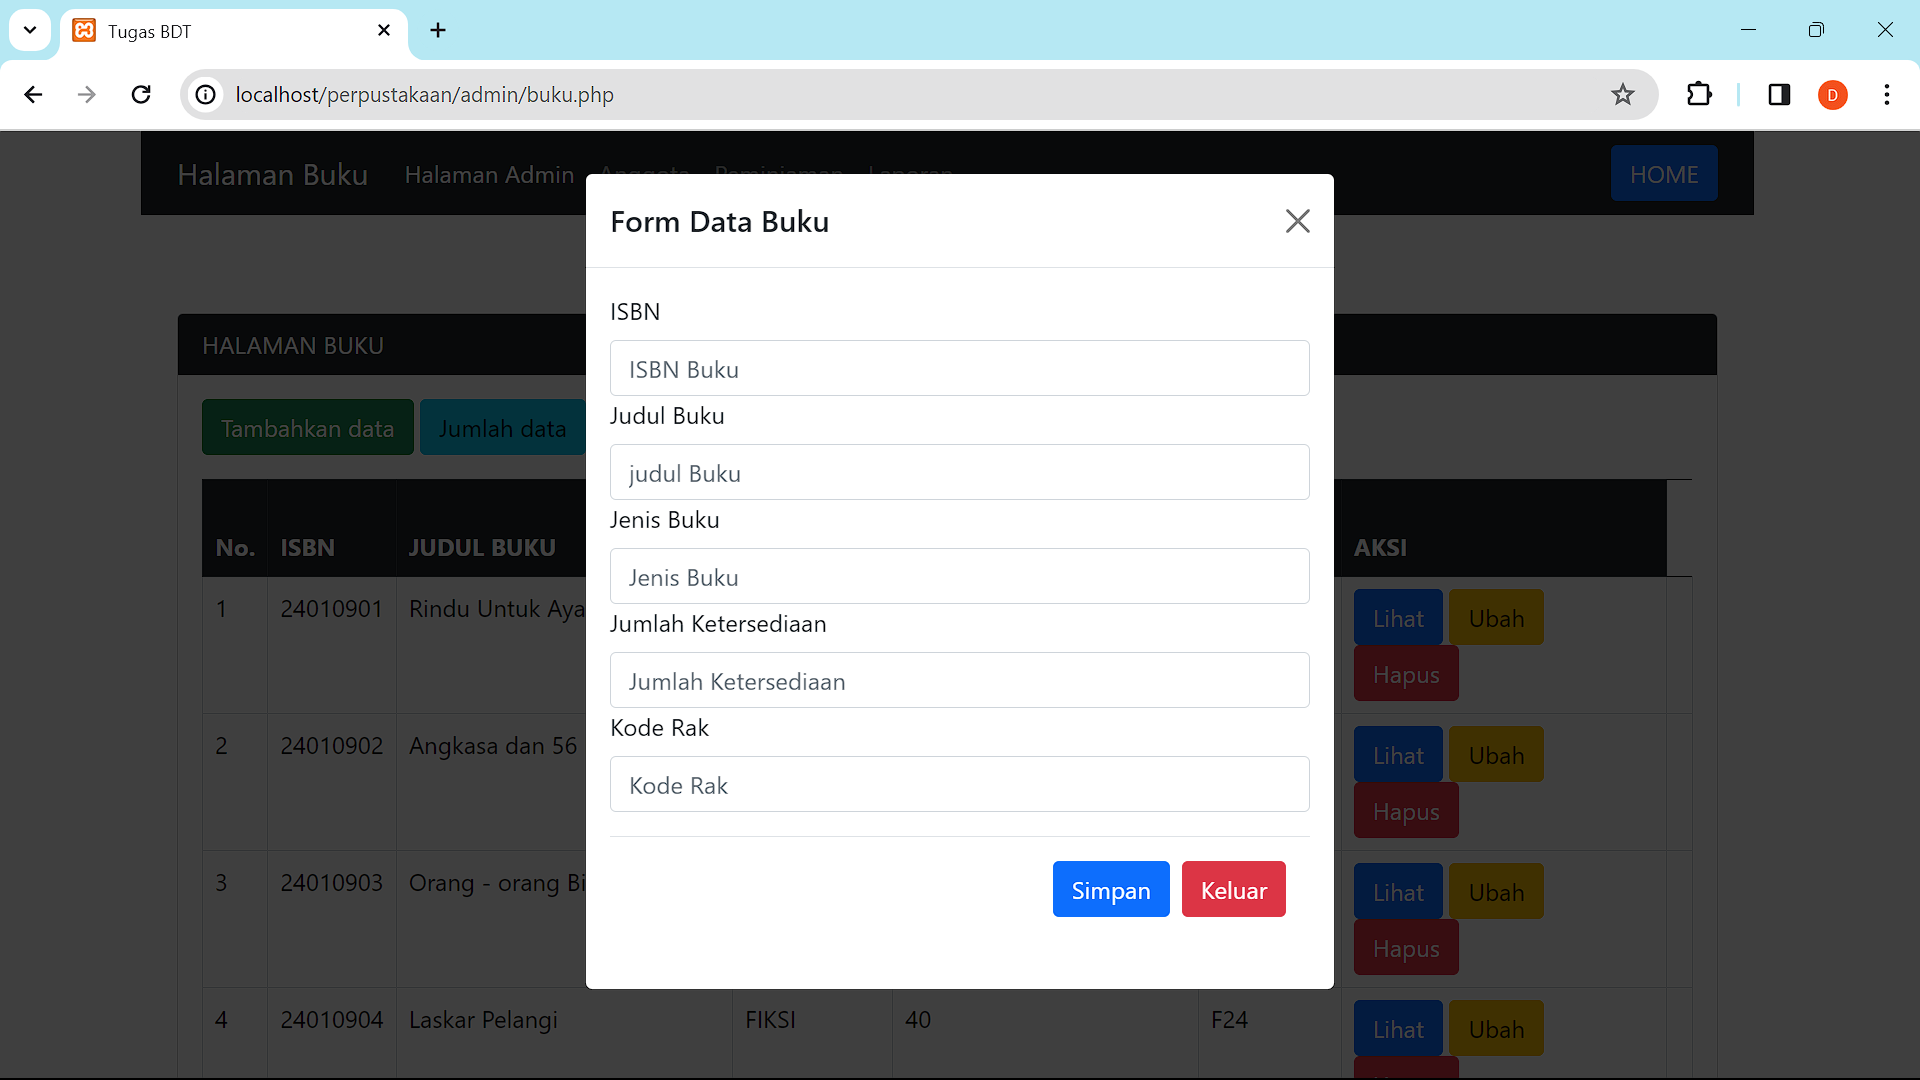 Tugas BDT
localhost/perpustakaan/admin/buku.php
D
Halaman Buku Halaman Admin Anggota Peminjaman Laporan HOME
Form Data Buku
HALAMAN BUKU
Tambahkan data Jumlah data
ISBN
ISBN Buku
Judul Buku
judul Buku
Jenis Buku
Jenis Buku
Jumlah Ketersediaan
Jumlah Ketersediaan
Kode Rak
Kode Rak
Simpan Keluar
No. ISBN JUDUL BUKU AKSI
1 24010901 Rindu Untuk Aya Lihat Ubah
Hapus
2 24010902 Angkasa dan 56 Lihat Ubah
Hapus
3 24010903 Orang - orang Bi Lihat Ubah
Hapus
4 24010904 Laskar Pelangi FIKSI 40 F24 Lihat Ubah